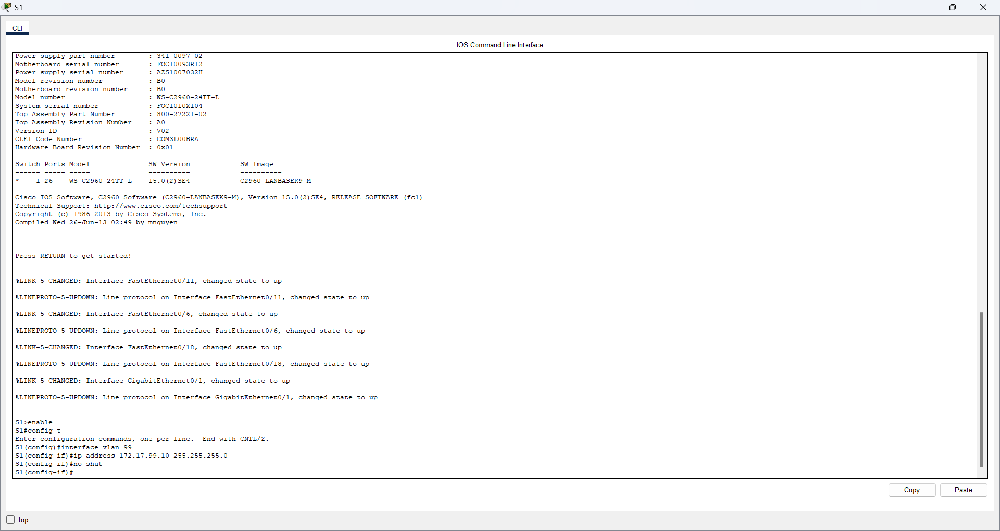 S1
CLI
IOS Command Line Interface
Power supply part number : 341-0097-02
Motherboard serial number : FOC10093R12
Power supply serial number : AZS1007032H
Model revision number : B0
Motherboard revision number : B0
Model number : WS-C2960-24TT-L
System serial number : FOC1010X104
Top Assembly Part Number : 800-27221-02
Top Assembly Revision Number : A0
Version ID : V02
CLEI Code Number : COM3L00BRA
Hardware Board Revision Number : 0x01
Switch Ports Model SW Version SW Image
------ ----- ----- ---------- ----------
* 1 26 WS-C2960-24TT-L 15.0(2)SE4 C2960-LANBASEK9-M
Cisco IOS Software, C2960 Software (C2960-LANBASEK9-M), Version 15.0(2)SE4, RELEASE SOFTWARE (fc1)
Technical Support: http://www.cisco.com/techsupport
Copyright (c) 1986-2013 by Cisco Systems, Inc.
Compiled Wed 26-Jun-13 02:49 by mnguyen
Press RETURN to get started!
%LINK-5-CHANGED: Interface FastEthernet0/11, changed state to up
%LINEPROTO-5-UPDOWN: Line protocol on Interface FastEthernet0/11, changed state to up
%LINK-5-CHANGED: Interface FastEthernet0/6, changed state to up
%LINEPROTO-5-UPDOWN: Line protocol on Interface FastEthernet0/6, changed state to up
%LINK-5-CHANGED: Interface FastEthernet0/18, changed state to up
%LINEPROTO-5-UPDOWN: Line protocol on Interface FastEthernet0/18, changed state to up
%LINK-5-CHANGED: Interface GigabitEthernet0/1, changed state to up
%LINEPROTO-5-UPDOWN: Line protocol on Interface GigabitEthernet0/1, changed state to up
S1>enable
S1#config t
Enter configuration commands, one per line. End with CNTL/Z.
S1(config)#interface vlan 99
S1(config-if)#ip address 172.17.99.10 255.255.255.0
S1(config-if)#no shut
S1(config-if)#
Copy
Paste
Top